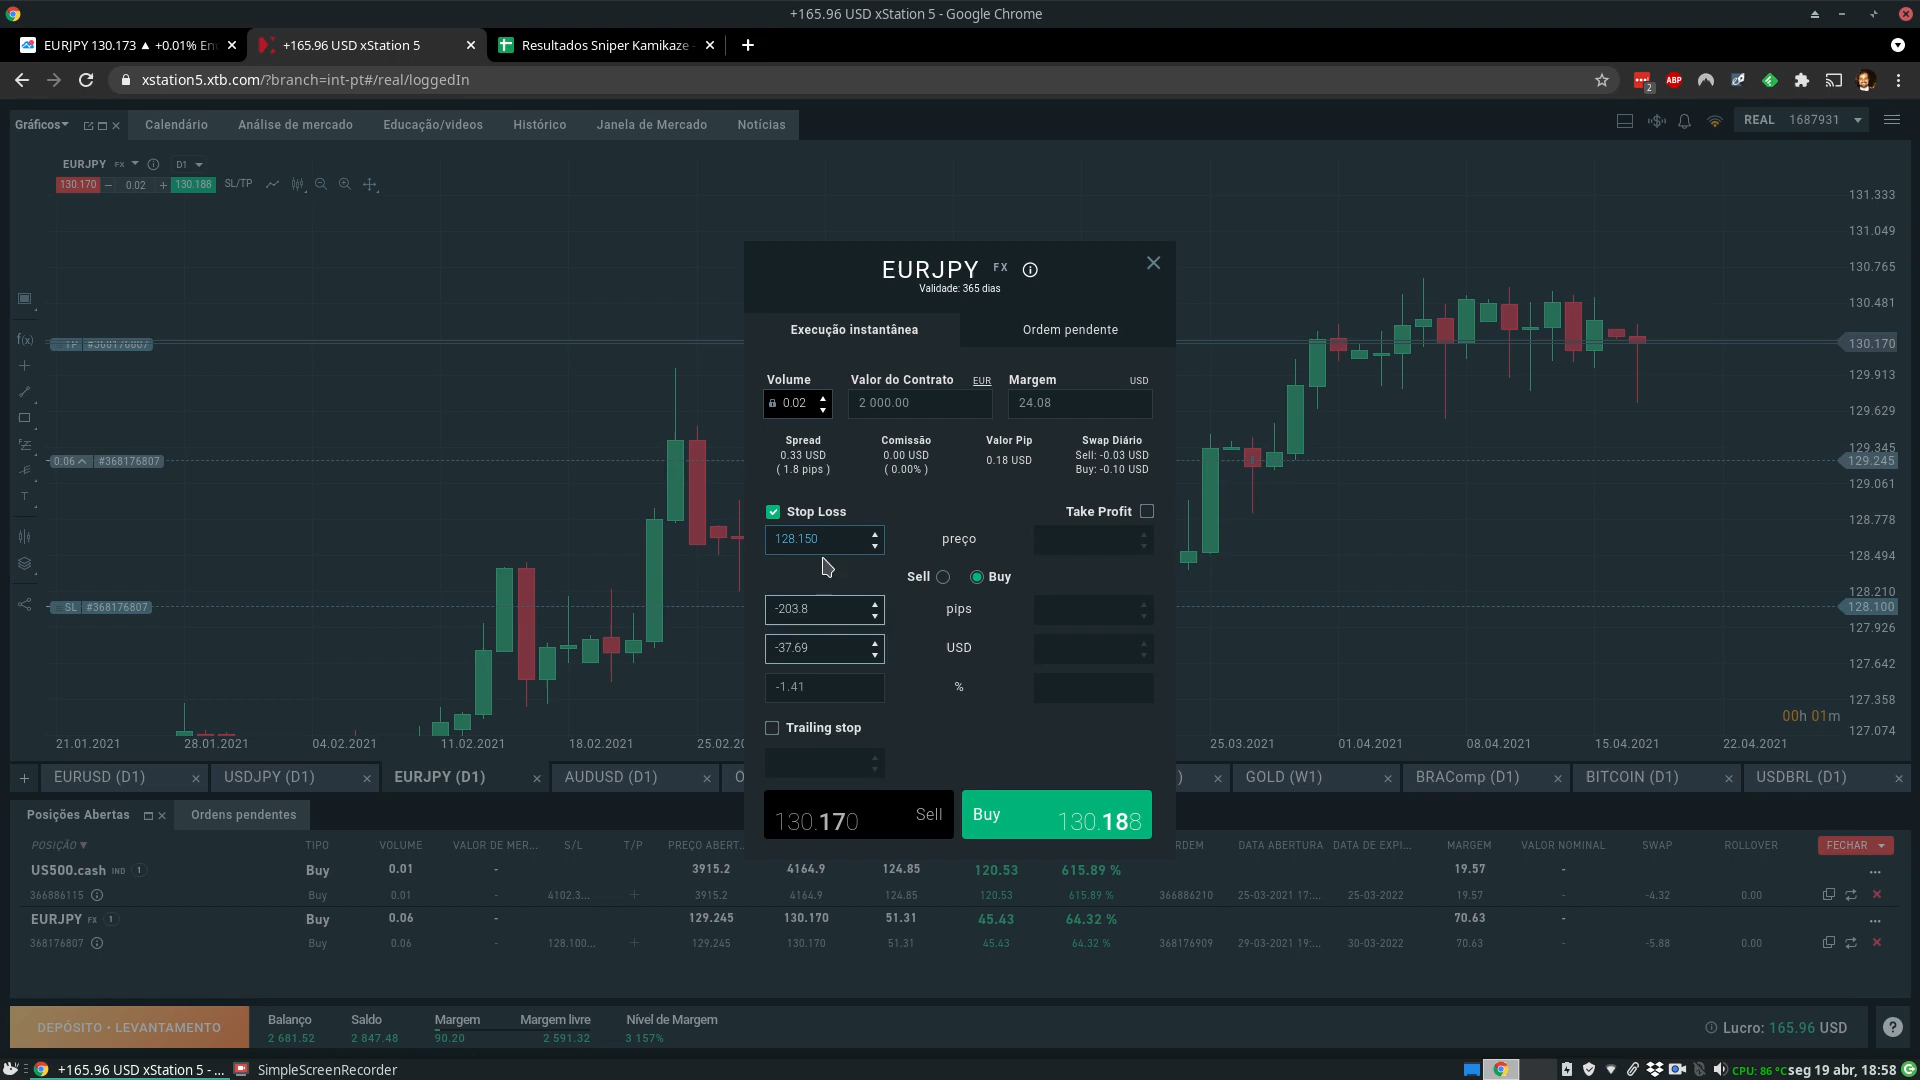 +165.96 USD xStation 5 - Google Chrome
EURJPY 130.173 ▲ +0.01% En
+165.96 USD xStation 5
Resultados Sniper Kamikaze -
xstation5.xtb.com/?branch=int-pt#/real/loggedIn
ABP
2
Gráficos
Calendário
Análise de mercado
Educação/videos
Histórico
Janela de Mercado
Notícias
REAL 1687931
EURJPY FX D1
130.170 − 0.02 + 130.188 SL/TP
131.333
131.049
130.765
130.481
130.170
129.913
129.629
129.345
129.245
129.061
128.778
128.494
128.210
128.100
127.926
127.642
127.358
127.074
f(x)
T
TP #368176807
0.06 #368176807
SL #368176807
00h 01m
21.01.2021
28.01.2021
04.02.2021
11.02.2021
18.02.2021
25.02.2
25.03.2021
01.04.2021
08.04.2021
15.04.2021
22.04.2021
EURJPY FX
Validade: 365 dias
Execução instantânea
Ordem pendente
Volume
Valor do Contrato EUR
Margem USD
0.02
2 000.00
24.08
Spread
Comissão
Valor Pip
Swap Diário
0.33 USD
0.00 USD
0.18 USD
Sell: -0.03 USD
( 1.8 pips )
( 0.00% )
Buy: -0.10 USD
Stop Loss
Take Profit
128.150
preço
Sell
Buy
-203.8
pips
-37.69
USD
-1.41
%
Trailing stop
130.170 Sell
Buy 130.188
EURUSD (D1)
USDJPY (D1)
EURJPY (D1)
AUDUSD (D1)
O
)
GOLD (W1)
BRAComp (D1)
BITCOIN (D1)
USDBRL (D1)
Posições Abertas
Ordens pendentes
POSIÇÃO TIPO VOLUME VALOR DE MER... S/L T/P PREÇO ABERT... RDEM DATA ABERTURA DATA DE EXPI... MARGEM VALOR NOMINAL SWAP ROLLOVER FECHAR
US500.cash IND 1 Buy 0.01 - 3915.2 4164.9 124.85 120.53 615.89 % 19.57 - ...
366886115 Buy 0.01 - 4102.3... + 3915.2 4164.9 124.85 120.53 615.89 % 366886210 25-03-2021 17:... 25-03-2022 19.57 - -4.32 0.00
EURJPY FX 1 Buy 0.06 - 129.245 130.170 51.31 45.43 64.32 % 70.63 - ...
368176807 Buy 0.06 - 128.100... + 129.245 130.170 51.31 45.43 64.32 % 368176909 29-03-2021 19:... 30-03-2022 70.63 - -5.88 0.00
DEPÓSITO • LEVANTAMENTO
Balanço
Saldo
Margem
Margem livre
Nível de Margem
2 681.52
2 847.48
90.20
2 591.32
3 157%
Lucro: 165.96 USD
?
+165.96 USD xStation 5 - ...
SimpleScreenRecorder
CPU: 86 °C seg 19 abr, 18:58